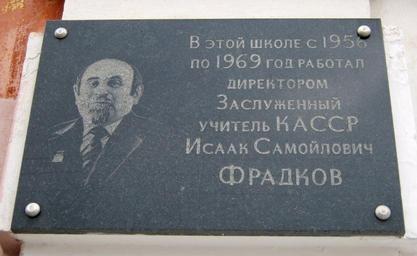 В этой школе с 1956
по 1969 год работал
директором
Заслуженный
учитель КАССР
Исаак Самойлович
Фрадков